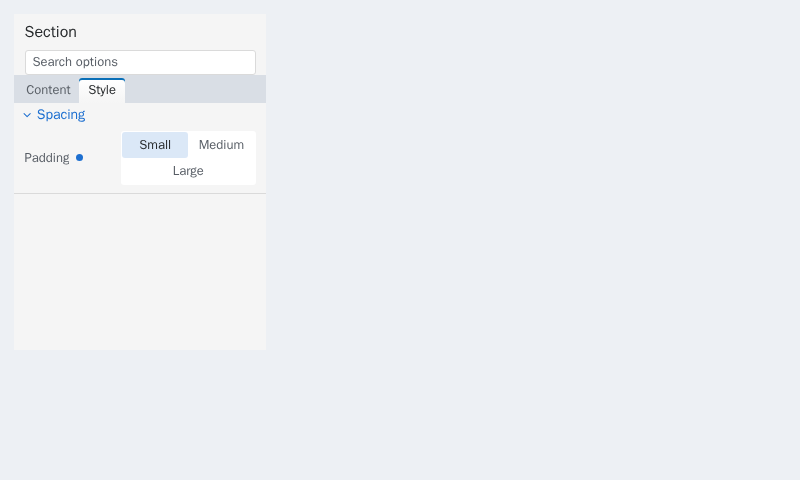 Section
Search options
Content Style
Spacing
Padding Small Medium
Large